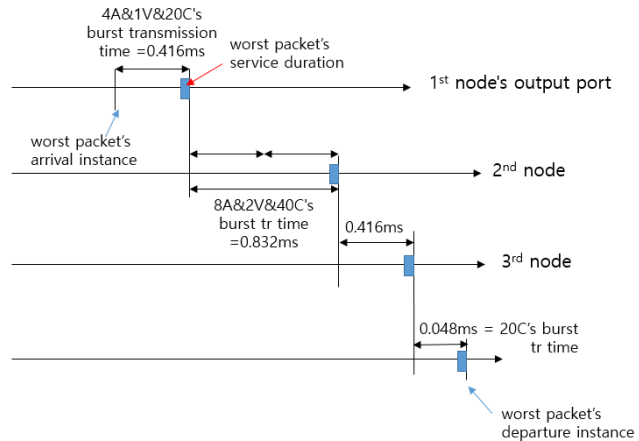 4A&1V&20C's
burst transmission
time =0.416ms
worst packet's
service duration
1st node's output port
worst packet's
arrival instance
2nd node
8A&2V&40C's
burst tr time
=0.832ms
0.416ms
3rd node
0.048ms = 20C's burst
tr time
worst packet's
departure instance